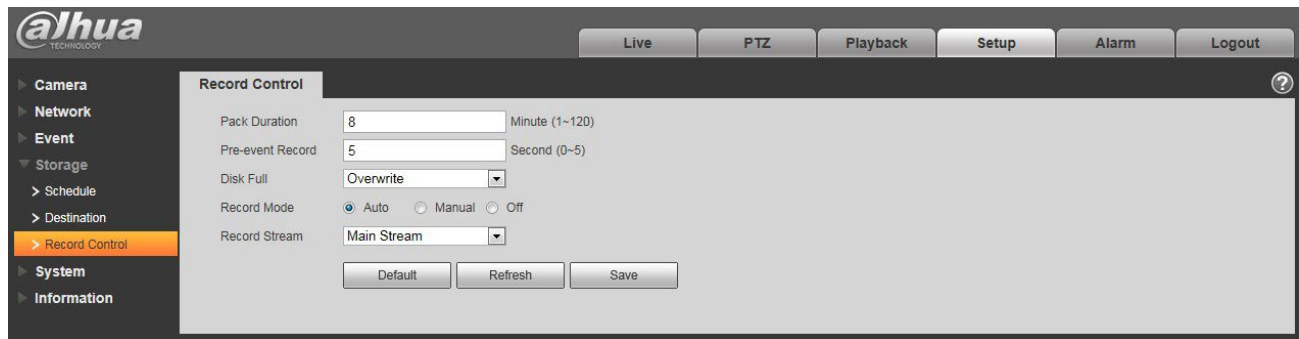 alhua
TECHNOLOGY
Live PTZ Playback Setup Alarm Logout
Camera
Network
Event
Storage
> Schedule
> Destination
> Record Control
System
Information
Record Control
?
Pack Duration 8 Minute (1~120)
Pre-event Record 5 Second (0~5)
Disk Full Overwrite
Record Mode Auto Manual Off
Record Stream Main Stream
Default Refresh Save